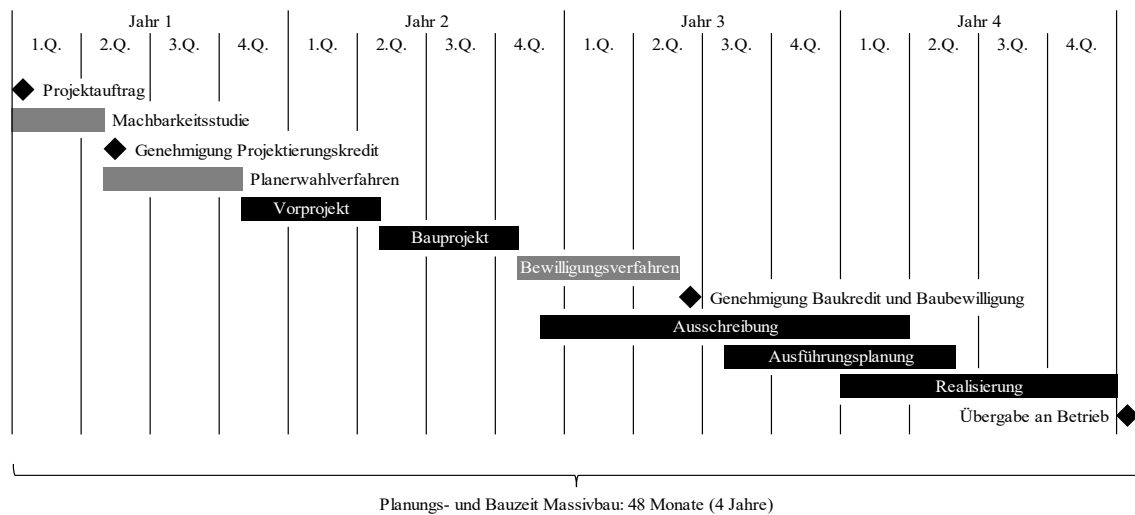 Jahr 1 Jahr 2 Jahr 3 Jahr 4
1.Q. 2.Q. 3.Q. 4.Q. 1.Q. 2.Q. 3.Q. 4.Q. 1.Q. 2.Q. 3.Q. 4.Q. 1.Q. 2.Q. 3.Q. 4.Q.
Projektauftrag
Machbarkeitsstudie
Genehmigung Projektierungskredit
Planerwahlverfahren
Vorprojekt
Bauprojekt
Bewilligungsverfahren
Genehmigung Baukredit und Baubewilligung
Ausschreibung
Ausführungsplanung
Realisierung
Übergabe an Betrieb
Planungs- und Bauzeit Massivbau: 48 Monate (4 Jahre)